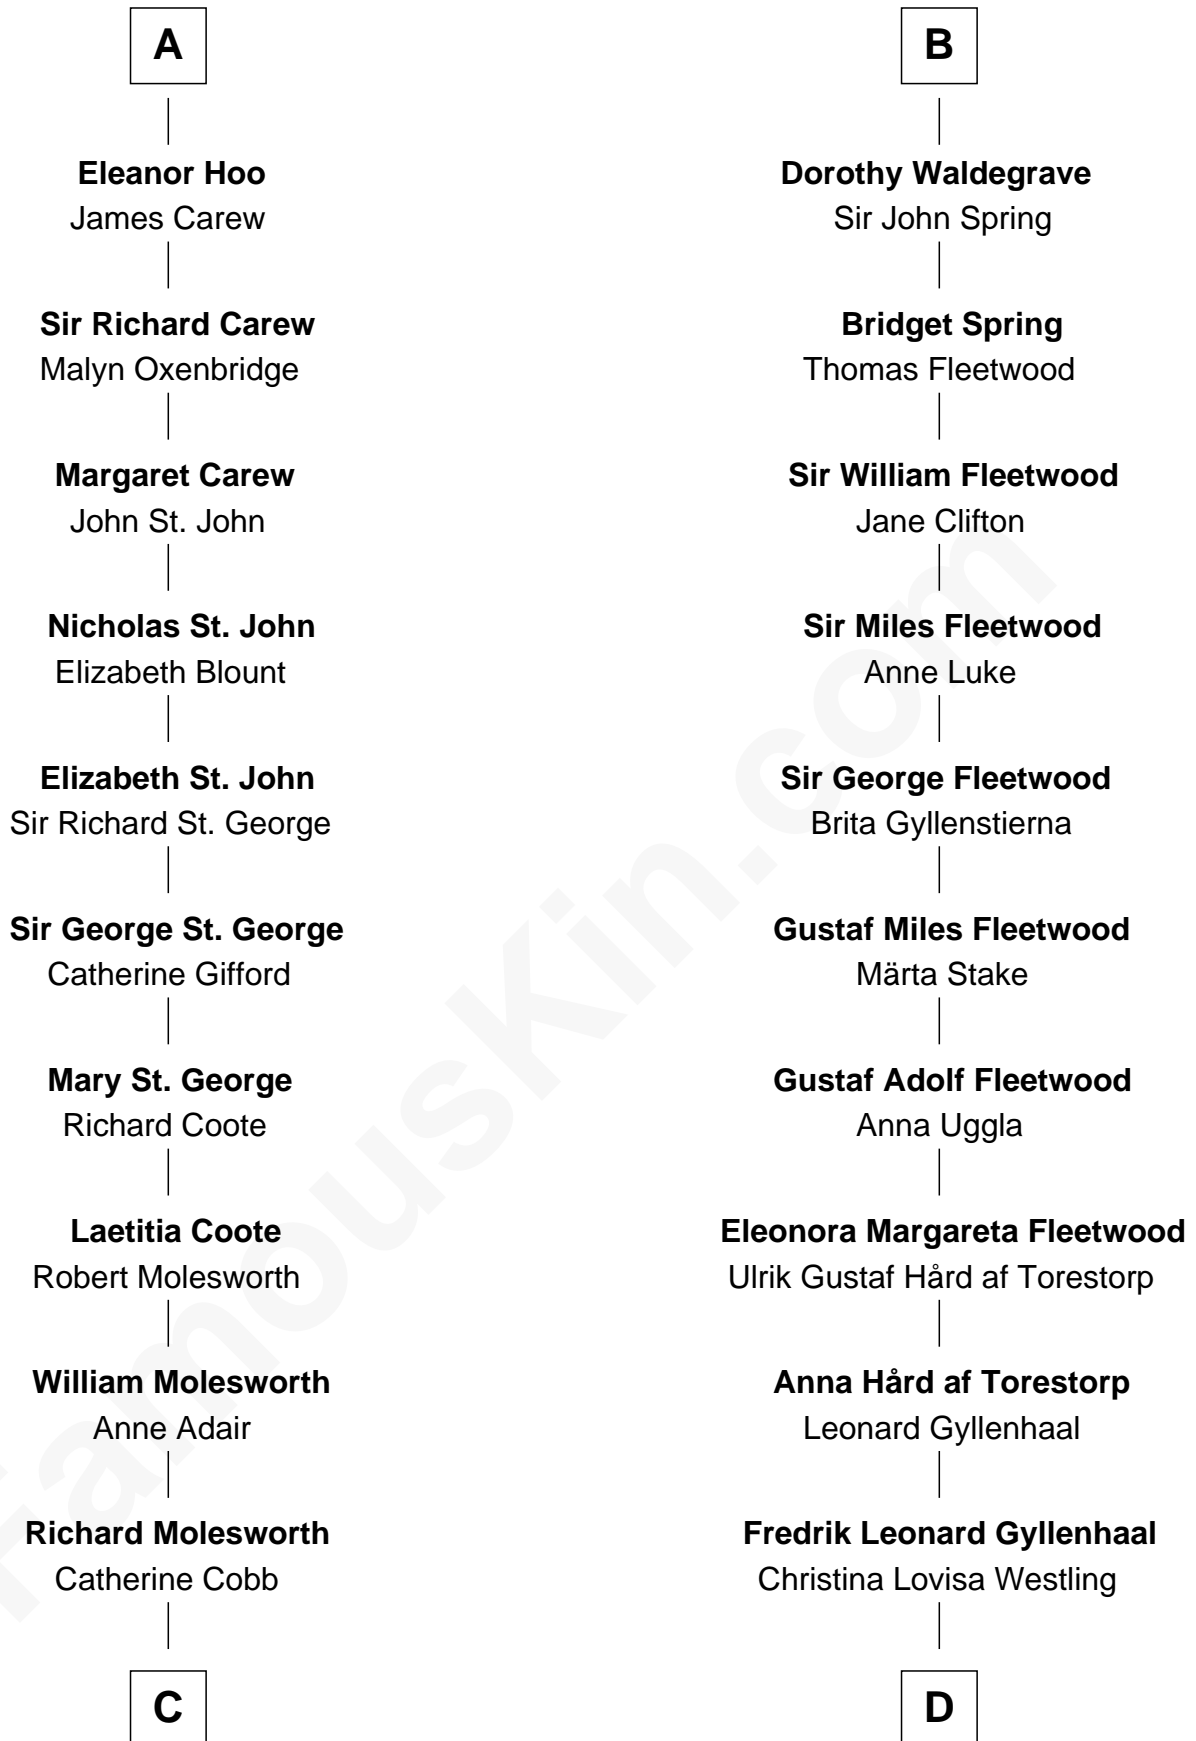 A
Eleanor Hoo
James Carew
Sir Richard Carew
Malyn Oxenbridge
Margaret Carew
John St. John
Nicholas St. John
Elizabeth Blount
Elizabeth St. John
Sir Richard St. George
Sir George St. George
Catherine Gifford
Mary St. George
Richard Coote
Laetitia Coote
Robert Molesworth
William Molesworth
Anne Adair
Richard Molesworth
Catherine Cobb
C
B
Dorothy Waldegrave
Sir John Spring
Bridget Spring
Thomas Fleetwood
Sir William Fleetwood
Jane Clifton
Sir Miles Fleetwood
Anne Luke
Sir George Fleetwood
Brita Gyllenstierna
Gustaf Miles Fleetwood
Märta Stake
Gustaf Adolf Fleetwood
Anna Uggla
Eleonora Margareta Fleetwood
Ulrik Gustaf Hård af Torestorp
Anna Hård af Torestorp
Leonard Gyllenhaal
Fredrik Leonard Gyllenhaal
Christina Lovisa Westling
D
FamousKin.com